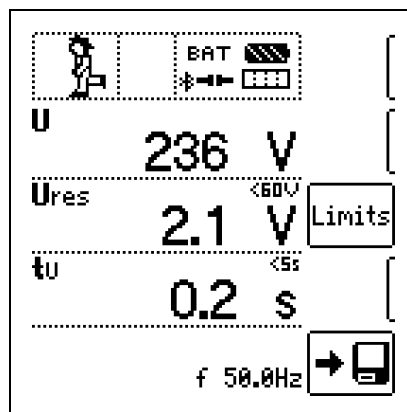 BAT
U
236 V
Ures <60V
2.1 V Limits
tU <5s
0.2 s
f 50.0Hz